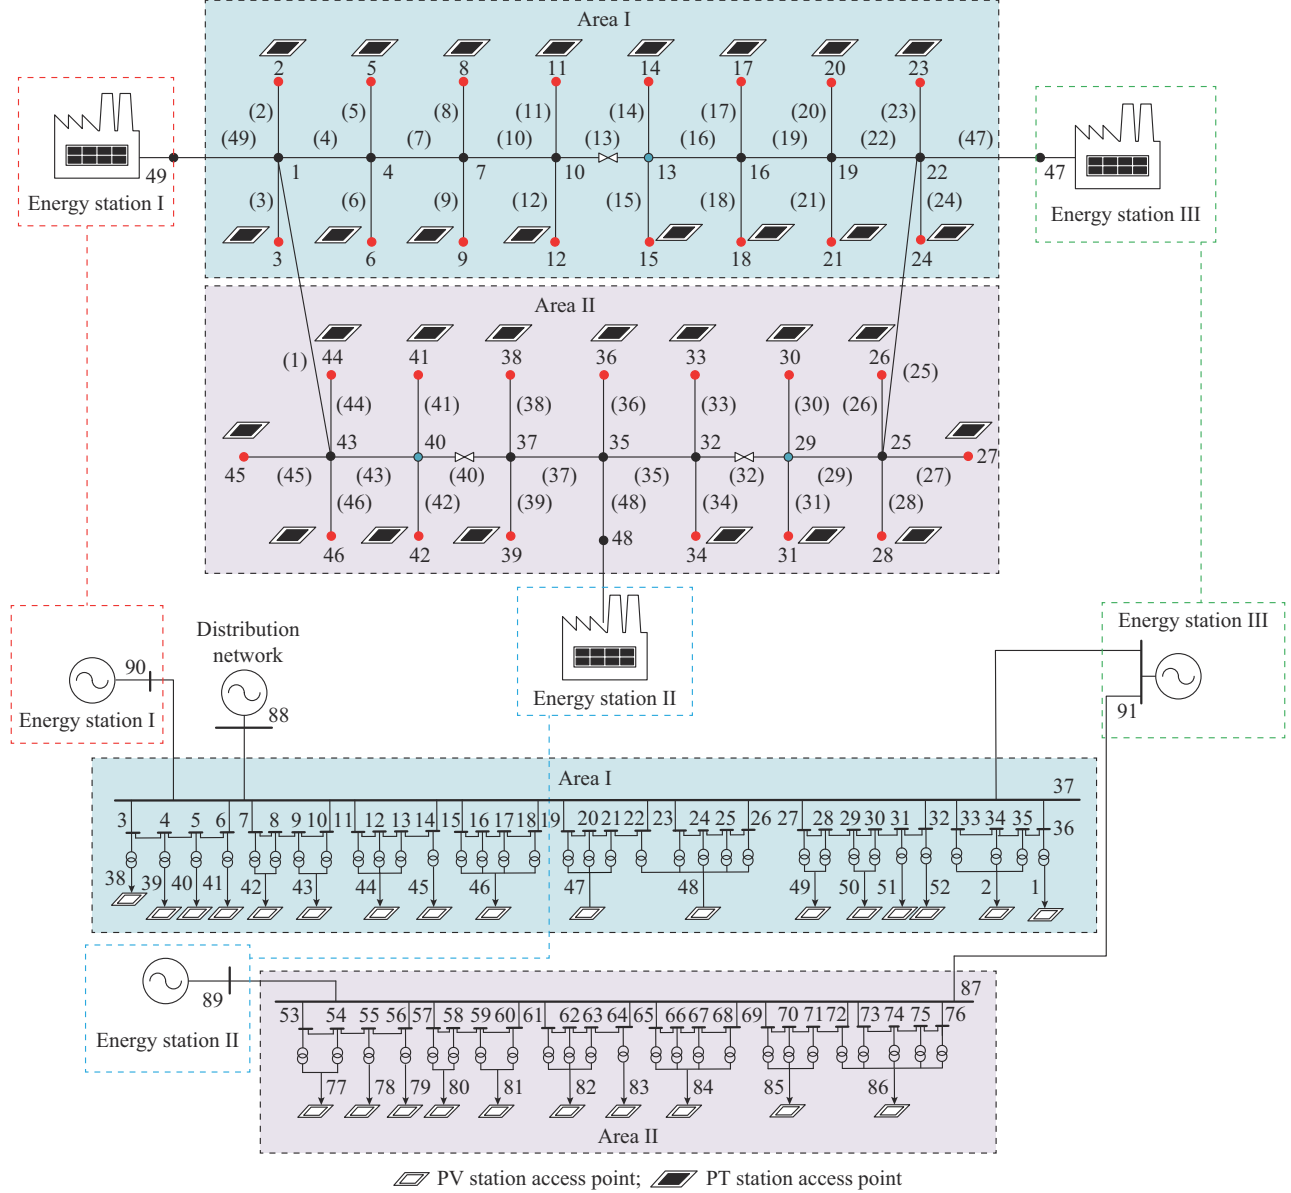 Area I
2 5 8 11 14 17 20 23
(2) (5) (8) (11) (14) (17) (20) (23)
(49) (4) (7) (10) (13) (16) (19) (22) (47)
49 1 4 7 10 13 16 19 22 47
Energy station I
Energy station III
(3) (6) (9) (12) (15) (18) (21) (24)
3 6 9 12 15 18 21 24
Area II
(1) 44 41 38 36 33 30 26 (25)
(44) (41) (38) (36) (33) (30) (26)
43 40 37 35 32 29 25
45 (45) (43) (40) (37) (35) (32) (29) (27) 27
(46) (42) (39) (48) (34) (31) (28)
46 42 39 48 34 31 28
Distribution
network
90
Energy station I
88
Energy station II
Energy station III
91
Area I
37
3 4 5 6 7 8 9 10 11 12 13 14 15 16 17 18 19 20 21 22 23 24 25 26 27 28 29 30 31 32 33 34 35 36
38 39 40 41 42 43 44 45 46 47 48 49 50 51 52 2 1
89
Energy station II
87
53 54 55 56 57 58 59 60 61 62 63 64 65 66 67 68 69 70 71 72 73 74 75 76
77 78 79 80 81 82 83 84 85 86
Area II
PV station access point; PT station access point